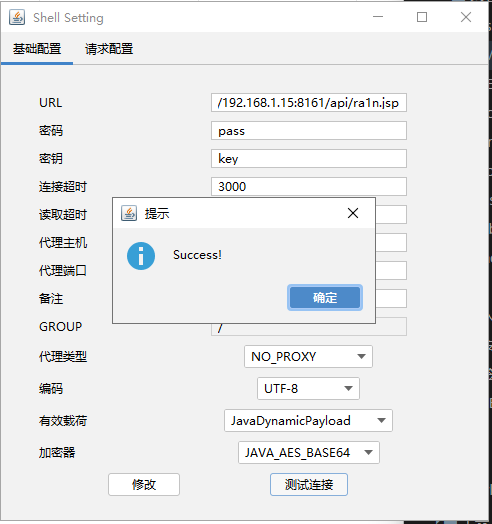 Shell Setting
基础配置 请求配置
URL /192.168.1.15:8161/api/ra1n.jsp
密码 pass
密钥 key
连接超时 3000
读取超时
提示
代理主机
Success!
代理端口
备注
确定
GROUP /
代理类型 NO_PROXY
编码 UTF-8
有效载荷 JavaDynamicPayload
加密器 JAVA_AES_BASE64
修改 测试连接